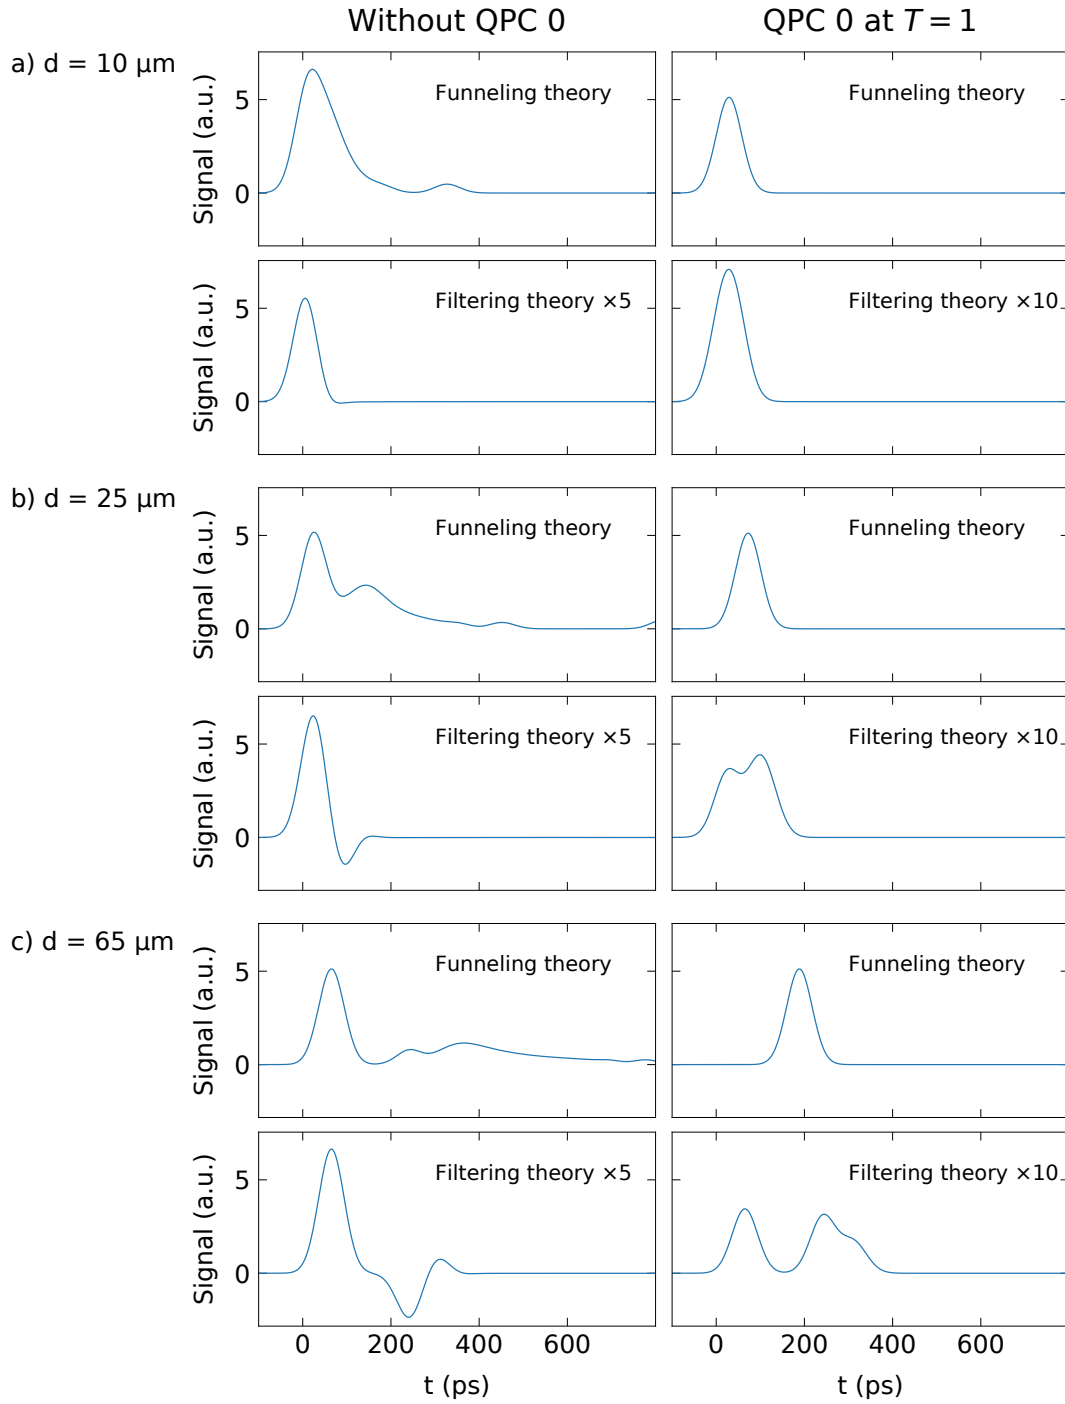 Without QPC 0
QPC 0 at T = 1
a) d = 10 µm
Signal (a.u.)
5
0
Funneling theory
Funneling theory
Signal (a.u.)
5
0
Filtering theory ×5
Filtering theory ×10
b) d = 25 µm
Signal (a.u.)
5
0
Funneling theory
Funneling theory
Signal (a.u.)
5
0
Filtering theory ×5
Filtering theory ×10
c) d = 65 µm
Signal (a.u.)
5
0
Funneling theory
Funneling theory
Signal (a.u.)
5
0
Filtering theory ×5
Filtering theory ×10
0 200 400 600
0 200 400 600
t (ps)
t (ps)